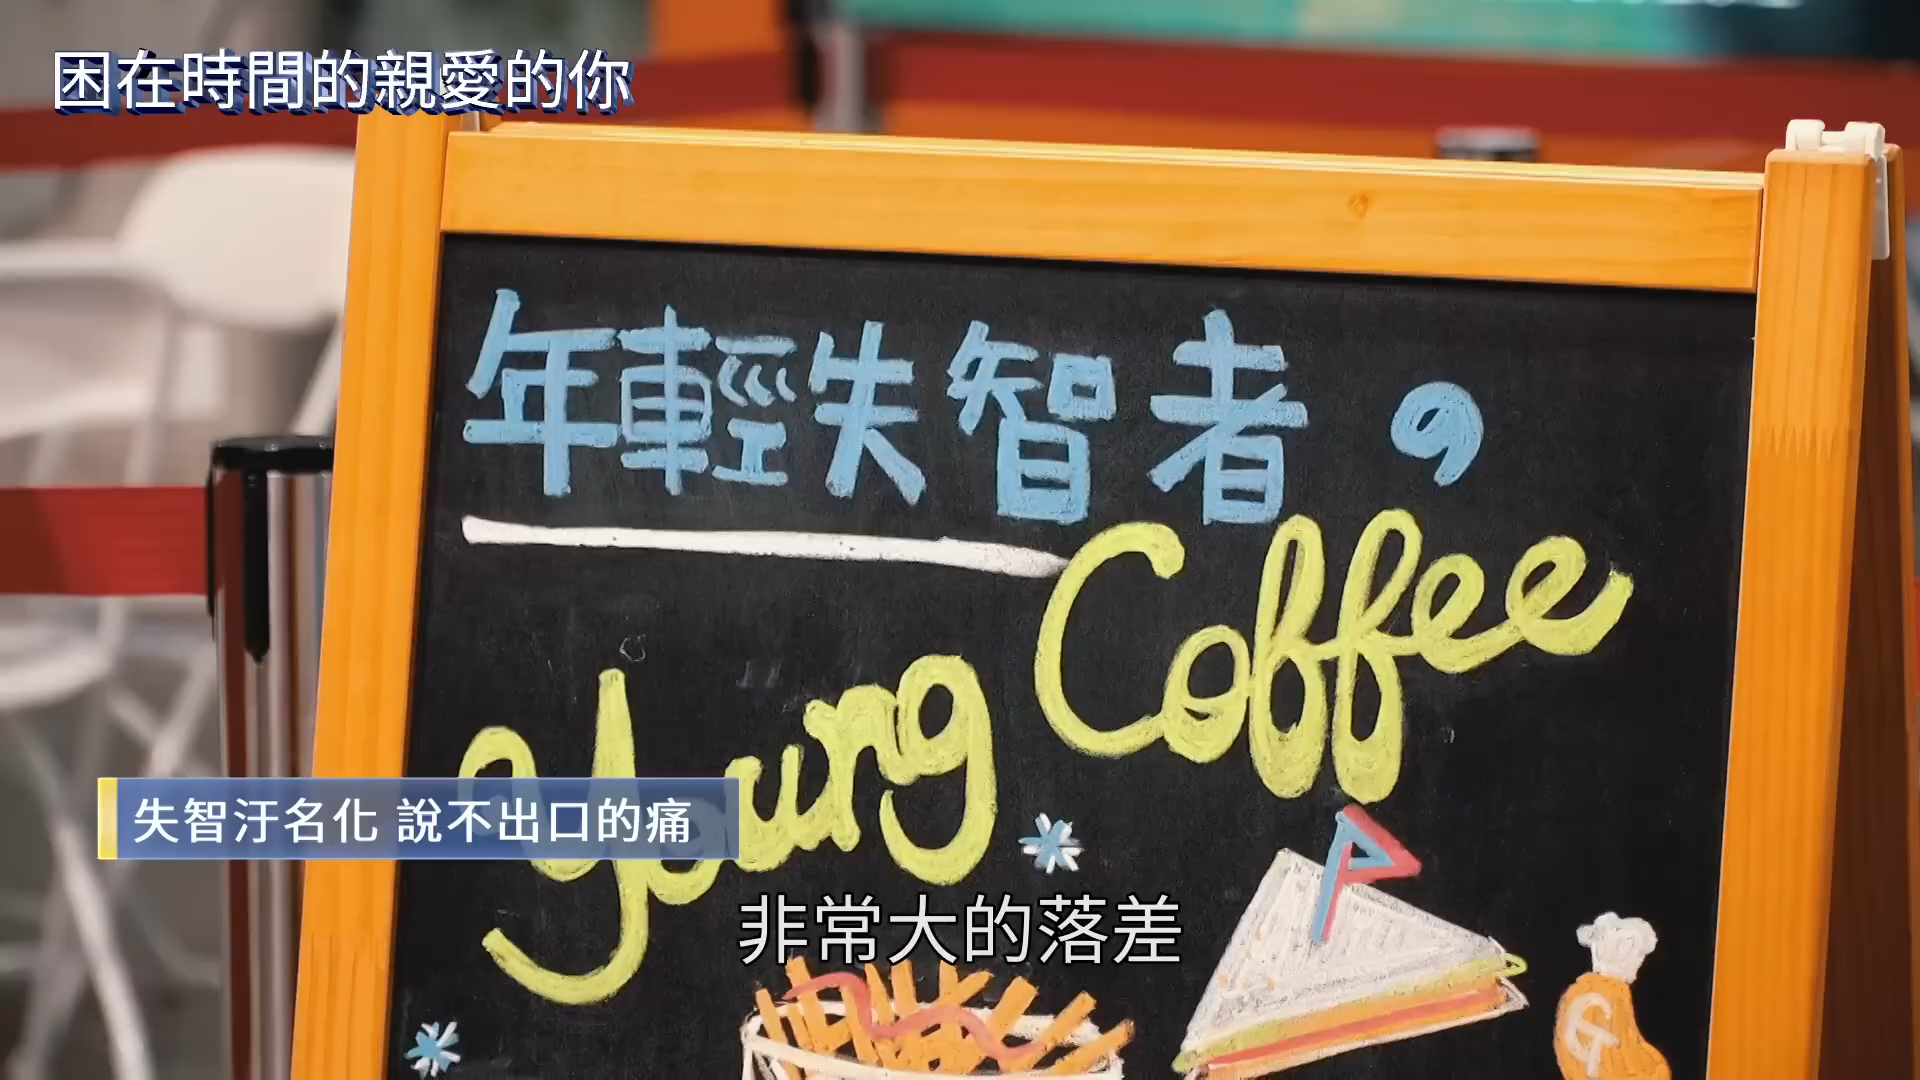 困在時間的親愛的你
年輕失智者の
Coffee
Young
失智汙名化 說不出口的痛
非常大的落差
G